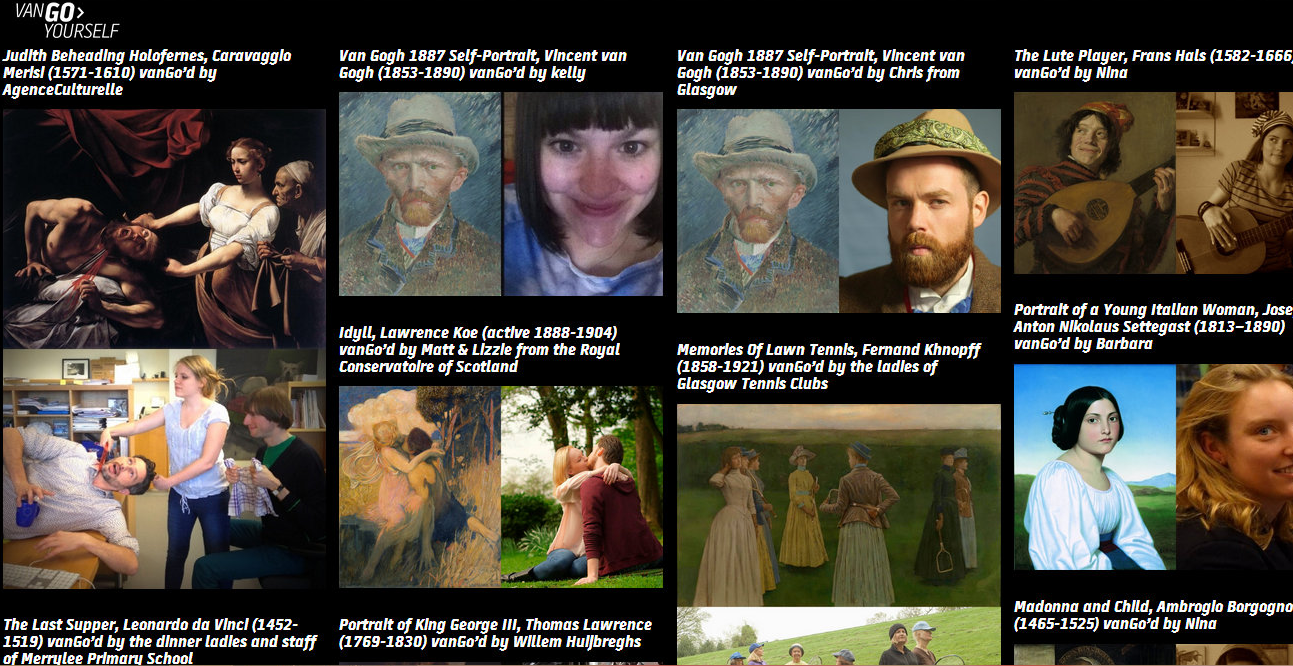 VANGO>
YOURSELF
Judith Beheading Holofernes, Caravaggio
Merisi (1571-1610) vanGo'd by
AgenceCulturelle
The Last Supper, Leonardo da Vinci (1452-
1519) vanGo'd by the dinner ladies and staff
of Merrylee Primary School
Van Gogh 1887 Self-Portrait, Vincent van
Gogh (1853-1890) vanGo'd by kelly
Idyll, Lawrence Koe (active 1888-1904)
vanGo'd by Matt & Lizzie from the Royal
Conservatoire of Scotland
Portrait of King George III, Thomas Lawrence
(1769-1830) vanGo'd by Willem Huijbreghs
Van Gogh 1887 Self-Portrait, Vincent van
Gogh (1853-1890) vanGo'd by Chris from
Glasgow
Memories Of Lawn Tennis, Fernand Khnopff
(1858-1921) vanGo'd by the ladies of
Glasgow Tennis Clubs
The Lute Player, Frans Hals (1582-1666)
vanGo'd by Nina
Portrait of a Young Italian Woman, Jose
Anton Nikolaus Settegast (1813–1890)
vanGo'd by Barbara
Madonna and Child, Ambrogio Borgogno
(1465-1525) vanGo'd by Nina